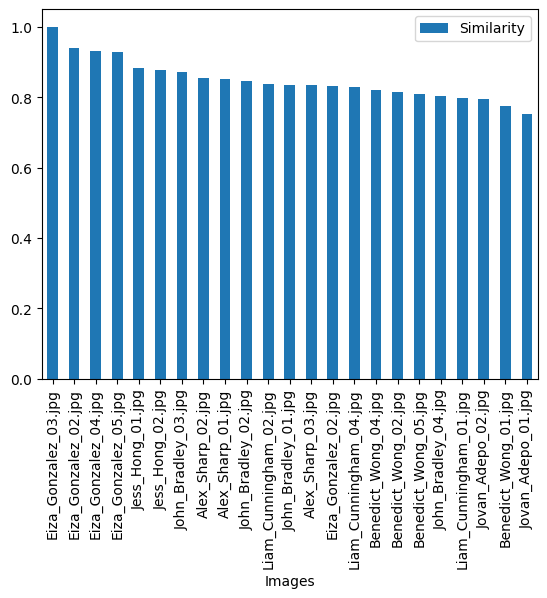 Similarity
1.0
0.8
0.6
0.4
0.2
0.0
Eiza_Gonzalez_03.jpg
Eiza_Gonzalez_02.jpg
Eiza_Gonzalez_04.jpg
Eiza_Gonzalez_05.jpg
Jess_Hong_01.jpg
Jess_Hong_02.jpg
John_Bradley_03.jpg
Alex_Sharp_02.jpg
Alex_Sharp_01.jpg
John_Bradley_02.jpg
Liam_Cunningham_02.jpg
John_Bradley_01.jpg
Alex_Sharp_03.jpg
Eiza_Gonzalez_02.jpg
Liam_Cunningham_04.jpg
Benedict_Wong_04.jpg
Benedict_Wong_02.jpg
Benedict_Wong_05.jpg
John_Bradley_04.jpg
Liam_Cunningham_01.jpg
Jovan_Adepo_02.jpg
Benedict_Wong_01.jpg
Jovan_Adepo_01.jpg
Images